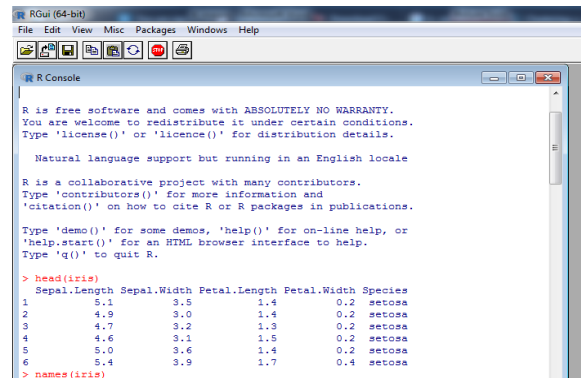 RGui (64-bit)
File Edit View Misc Packages Windows Help
STOP
R Console
R is free software and comes with ABSOLUTELY NO WARRANTY.
You are welcome to redistribute it under certain conditions.
Type 'license()' or 'licence()' for distribution details.
Natural language support but running in an English locale
R is a collaborative project with many contributors.
Type 'contributors()' for more information and
'citation()' on how to cite R or R packages in publications.
Type 'demo()' for some demos, 'help()' for on-line help, or
'help.start()' for an HTML browser interface to help.
Type 'q()' to quit R.
> head(iris)
Sepal.Length Sepal.Width Petal.Length Petal.Width Species
1 5.1 3.5 1.4 0.2 setosa
2 4.9 3.0 1.4 0.2 setosa
3 4.7 3.2 1.3 0.2 setosa
4 4.6 3.1 1.5 0.2 setosa
5 5.0 3.6 1.4 0.2 setosa
6 5.4 3.9 1.7 0.4 setosa
> names(iris)